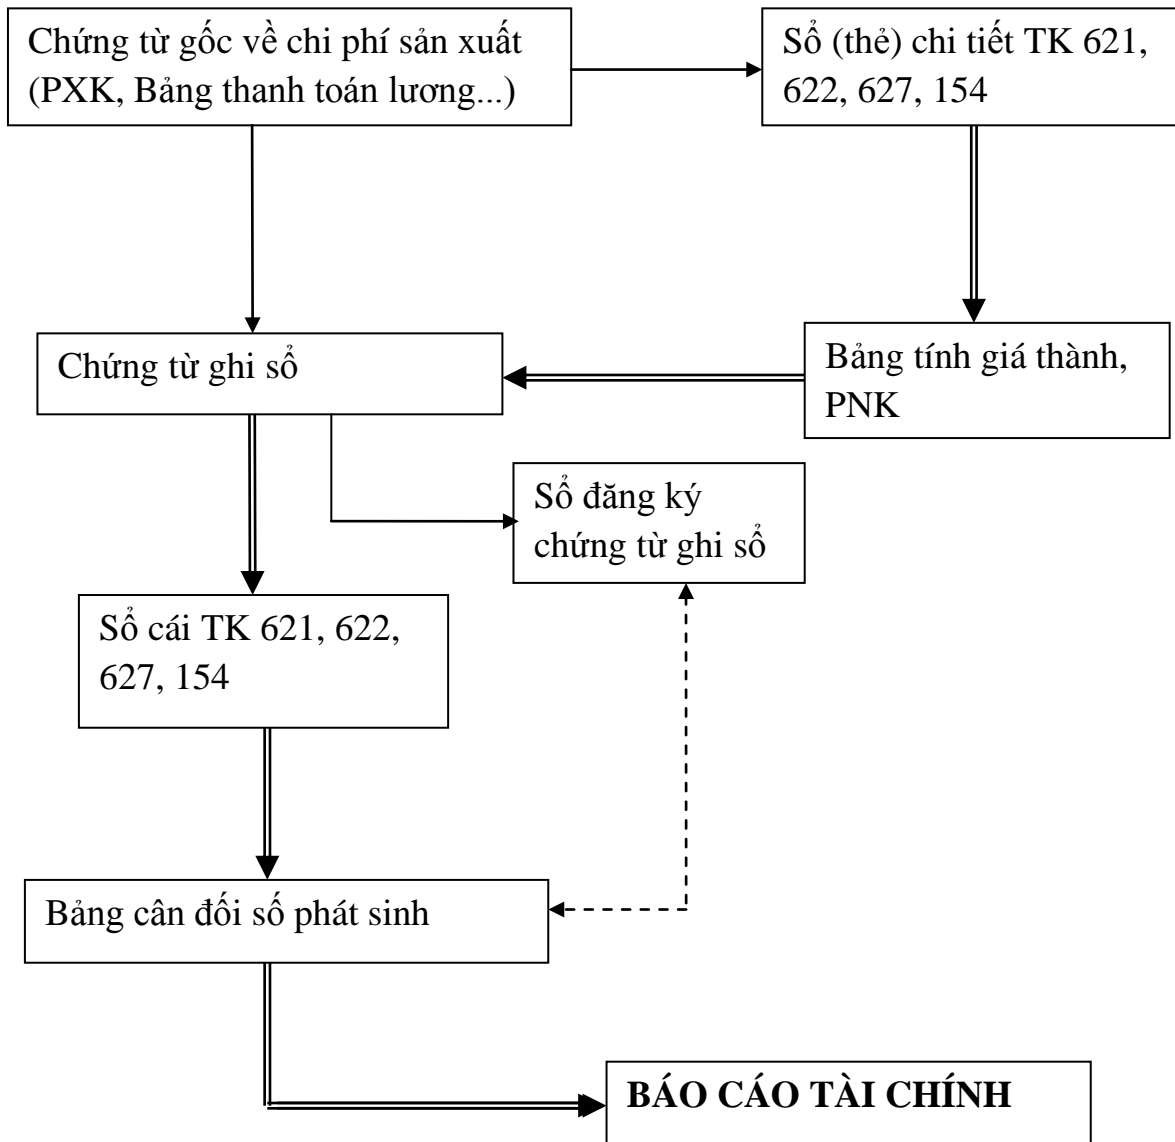 Chứng từ gốc về chi phí sản xuất
(PXK, Bảng thanh toán lương...)
Sổ (thẻ) chi tiết TK 621,
622, 627, 154
Chứng từ ghi sổ
Bảng tính giá thành,
PNK
Sổ đăng ký
chứng từ ghi sổ
Sổ cái TK 621, 622,
627, 154
Bảng cân đối số phát sinh
BÁO CÁO TÀI CHÍNH